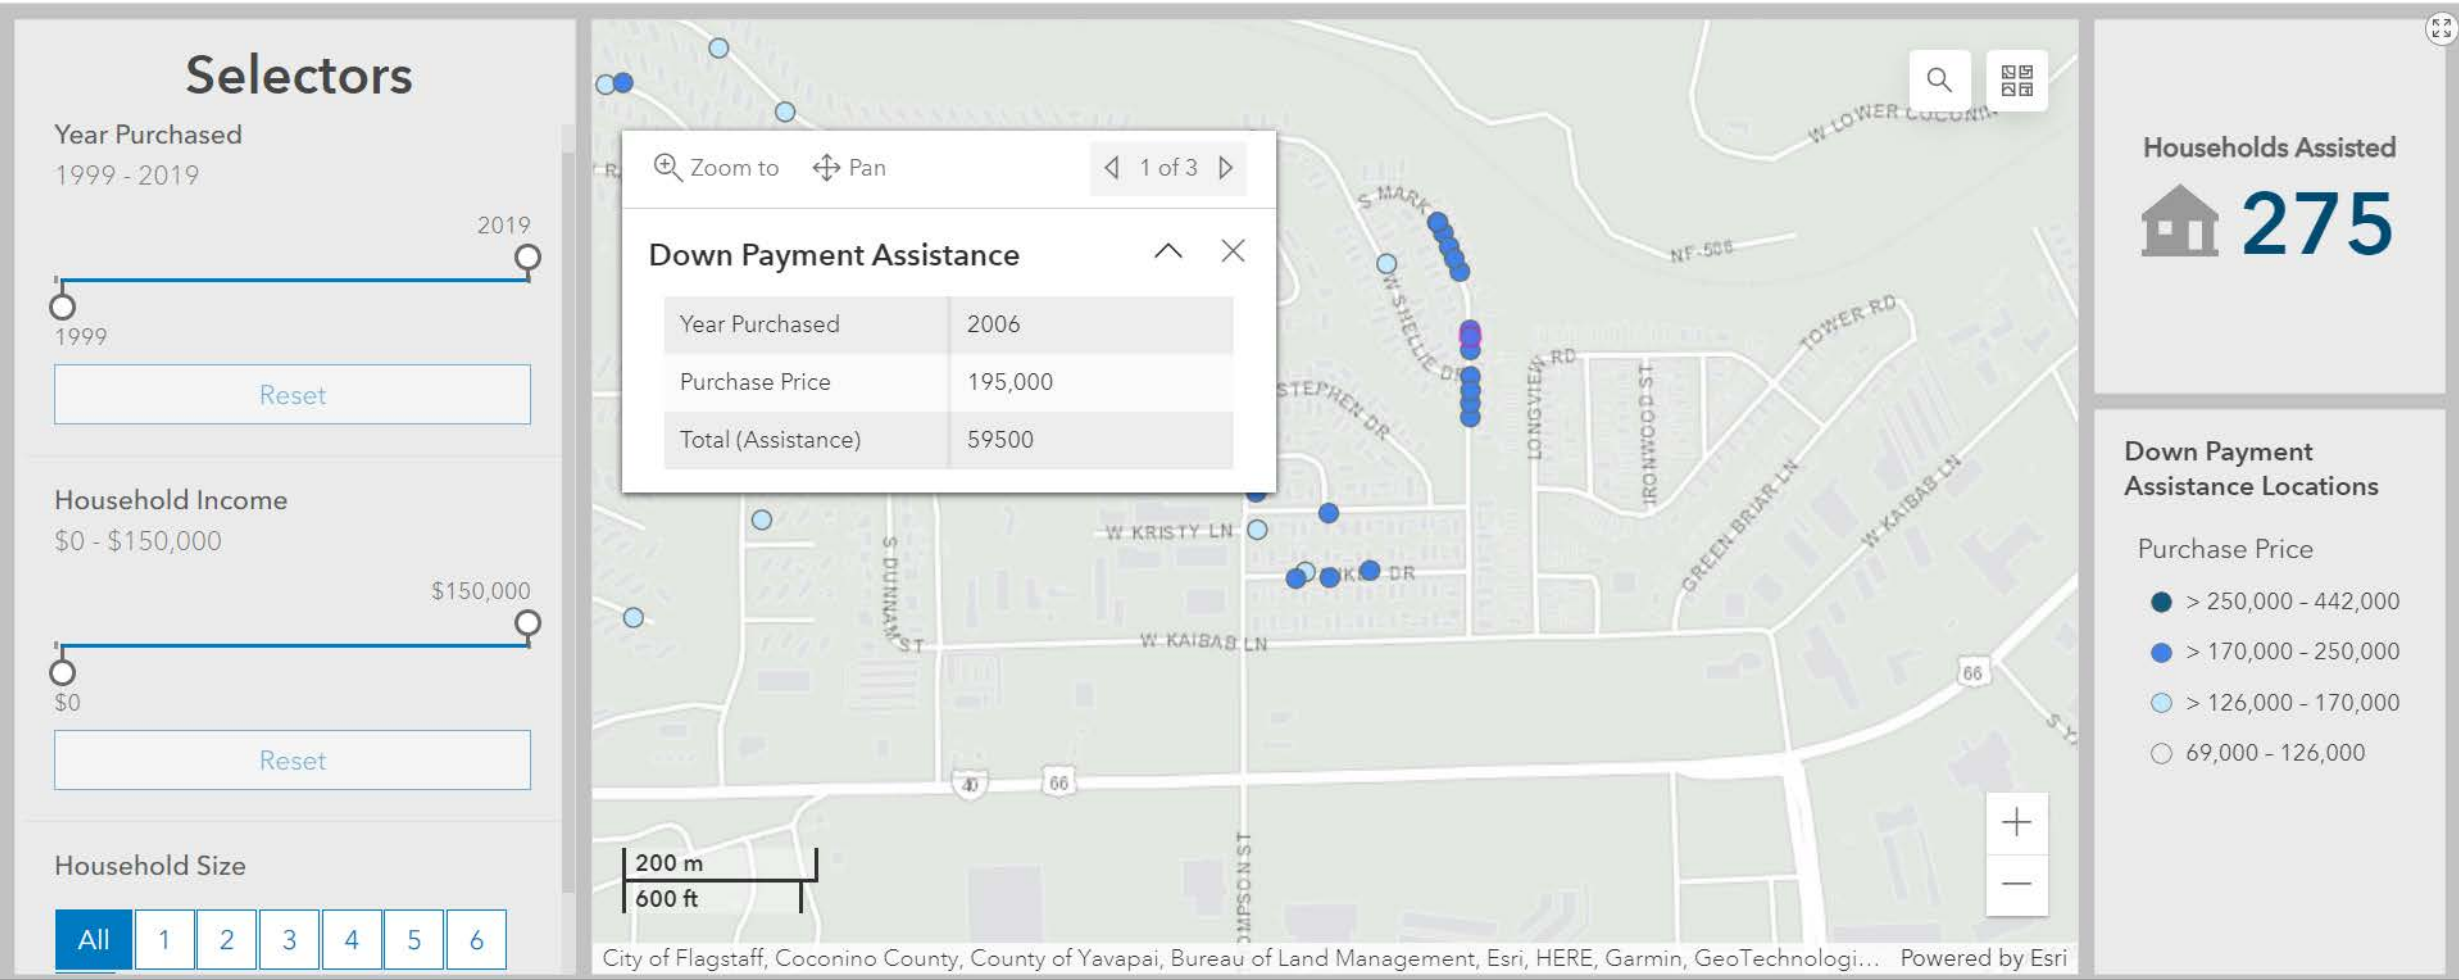 Selectors
Year Purchased
1999 - 2019
2019
1999
Reset
Household Income
$0 - $150,000
$150,000
$0
Reset
Household Size
All 1 2 3 4 5 6
Zoom to Pan 1 of 3
Down Payment Assistance
Year Purchased 2006
Purchase Price 195,000
Total (Assistance) 59500
W LOWER
S MARK
NF-506
W SHELLIE DR
TOWER RD
LONGVIEW RD
STEPHEN DR
IRONWOOD ST
GREEN BRIAR LN
W KAIBAB LN
W KRISTY LN
S DUNNAM ST
DR
W KAIBAB LN
66
40
66
OMPSON ST
200 m
600 ft
City of Flagstaff, Coconino County, County of Yavapai, Bureau of Land Management, Esri, HERE, Garmin, GeoTechnologi... Powered by Esri
Households Assisted
275
Down Payment
Assistance Locations
Purchase Price
> 250,000 - 442,000
> 170,000 - 250,000
> 126,000 - 170,000
69,000 - 126,000